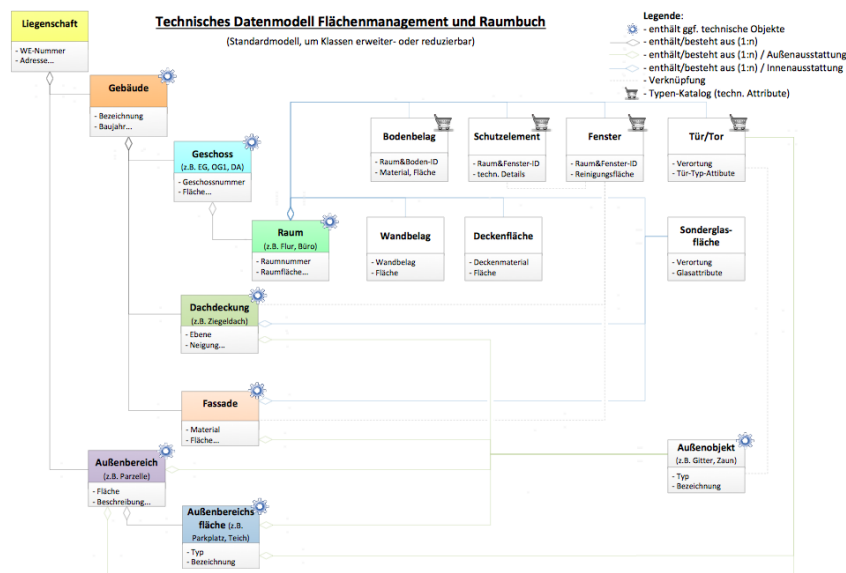 Technisches Datenmodell Flächenmanagement und Raumbuch
(Standardmodell, um Klassen erweiter- oder reduzierbar)
Legende:
- enthält ggf. technische Objekte
- enthält/besteht aus (1:n)
- enthält/besteht aus (1:n) / Außenausstattung
- enthält/besteht aus (1:n) / Innenausstattung
- Verknüpfung
- Typen-Katalog (techn. Attribute)
Liegenschaft
- WE-Nummer
- Adresse...
Gebäude
- Bezeichnung
- Baujahr...
Geschoss
(z.B. EG, OG1, DA)
- Geschossnummer
- Fläche...
Raum
(z.B. Flur, Büro)
- Raumnummer
- Raumfläche...
Bodenbelag
- Raum&Boden-ID
- Material, Fläche
Schutzelement
- Raum&Fenster-ID
- techn. Details
Fenster
- Raum&Fenster-ID
- Reinigungsfläche
Tür/Tor
- Verortung
- Tür-Typ-Attibute
Wandbelag
- Wandbelag
- Fläche
Deckenfläche
- Deckenmaterial
- Fläche
Sonderglas-
fläche
- Verortung
- Glasattribute
Dachdeckung
(z.B. Ziegeldach)
- Ebene
- Neigung...
Fassade
- Material
- Fläche...
Außenbereich
(z.B. Parzelle)
- Fläche
- Beschreibung...
Außenobjekt
(z.B. Gitter, Zaun)
- Typ
- Bezeichnung
Außenbereichs
fläche (z.B.
Parkplatz, Teich)
- Typ
- Bezeichnung